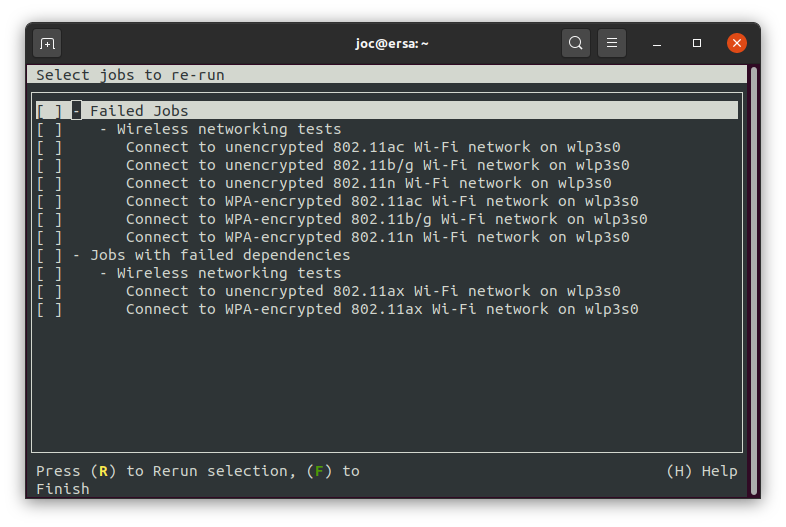 joc@ersa: ~
Select jobs to re-run
[ ] - Failed Jobs
[ ]    - Wireless networking tests
[ ]       Connect to unencrypted 802.11ac Wi-Fi network on wlp3s0
[ ]       Connect to unencrypted 802.11b/g Wi-Fi network on wlp3s0
[ ]       Connect to unencrypted 802.11n Wi-Fi network on wlp3s0
[ ]       Connect to WPA-encrypted 802.11ac Wi-Fi network on wlp3s0
[ ]       Connect to WPA-encrypted 802.11b/g Wi-Fi network on wlp3s0
[ ]       Connect to WPA-encrypted 802.11n Wi-Fi network on wlp3s0
[ ] - Jobs with failed dependencies
[ ]    - Wireless networking tests
[ ]       Connect to unencrypted 802.11ax Wi-Fi network on wlp3s0
[ ]       Connect to WPA-encrypted 802.11ax Wi-Fi network on wlp3s0
Press (R) to Rerun selection, (F) to (H) Help
Finish